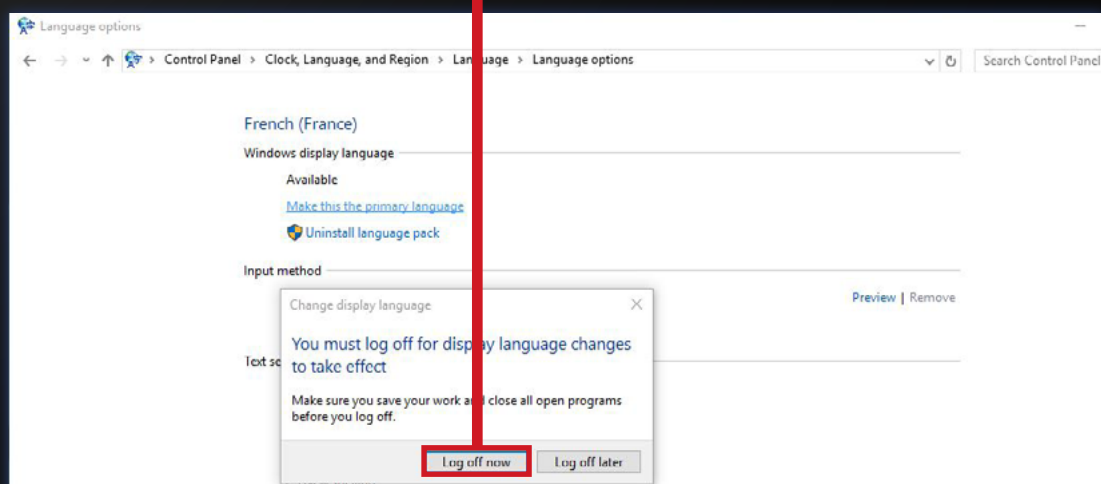 Language options
Control Panel > Clock, Language, and Region > Language > Language options
Search Control Panel
French (France)
Windows display language
Available
Make this the primary language
Uninstall language pack
Input method
Preview | Remove
Change display language
You must log off for display language changes
to take effect
Text
Make sure you save your work and close all open programs
before you log off.
Log off now Log off later